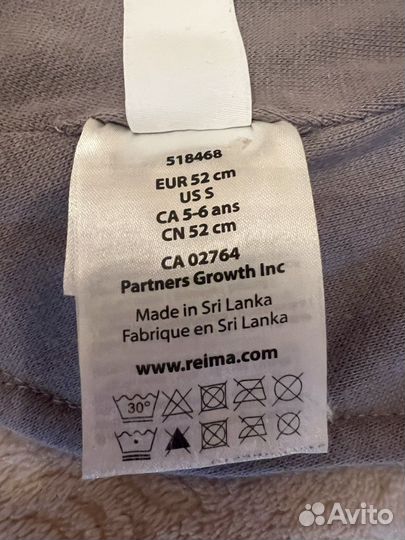 518468
EUR 52 cm
US S
CA 5-6 ans
CN 52 cm
CA 02764
Partners Growth Inc
Made in Sri Lanka
Fabrique en Sri Lanka
www.reima.com
30°
Avito